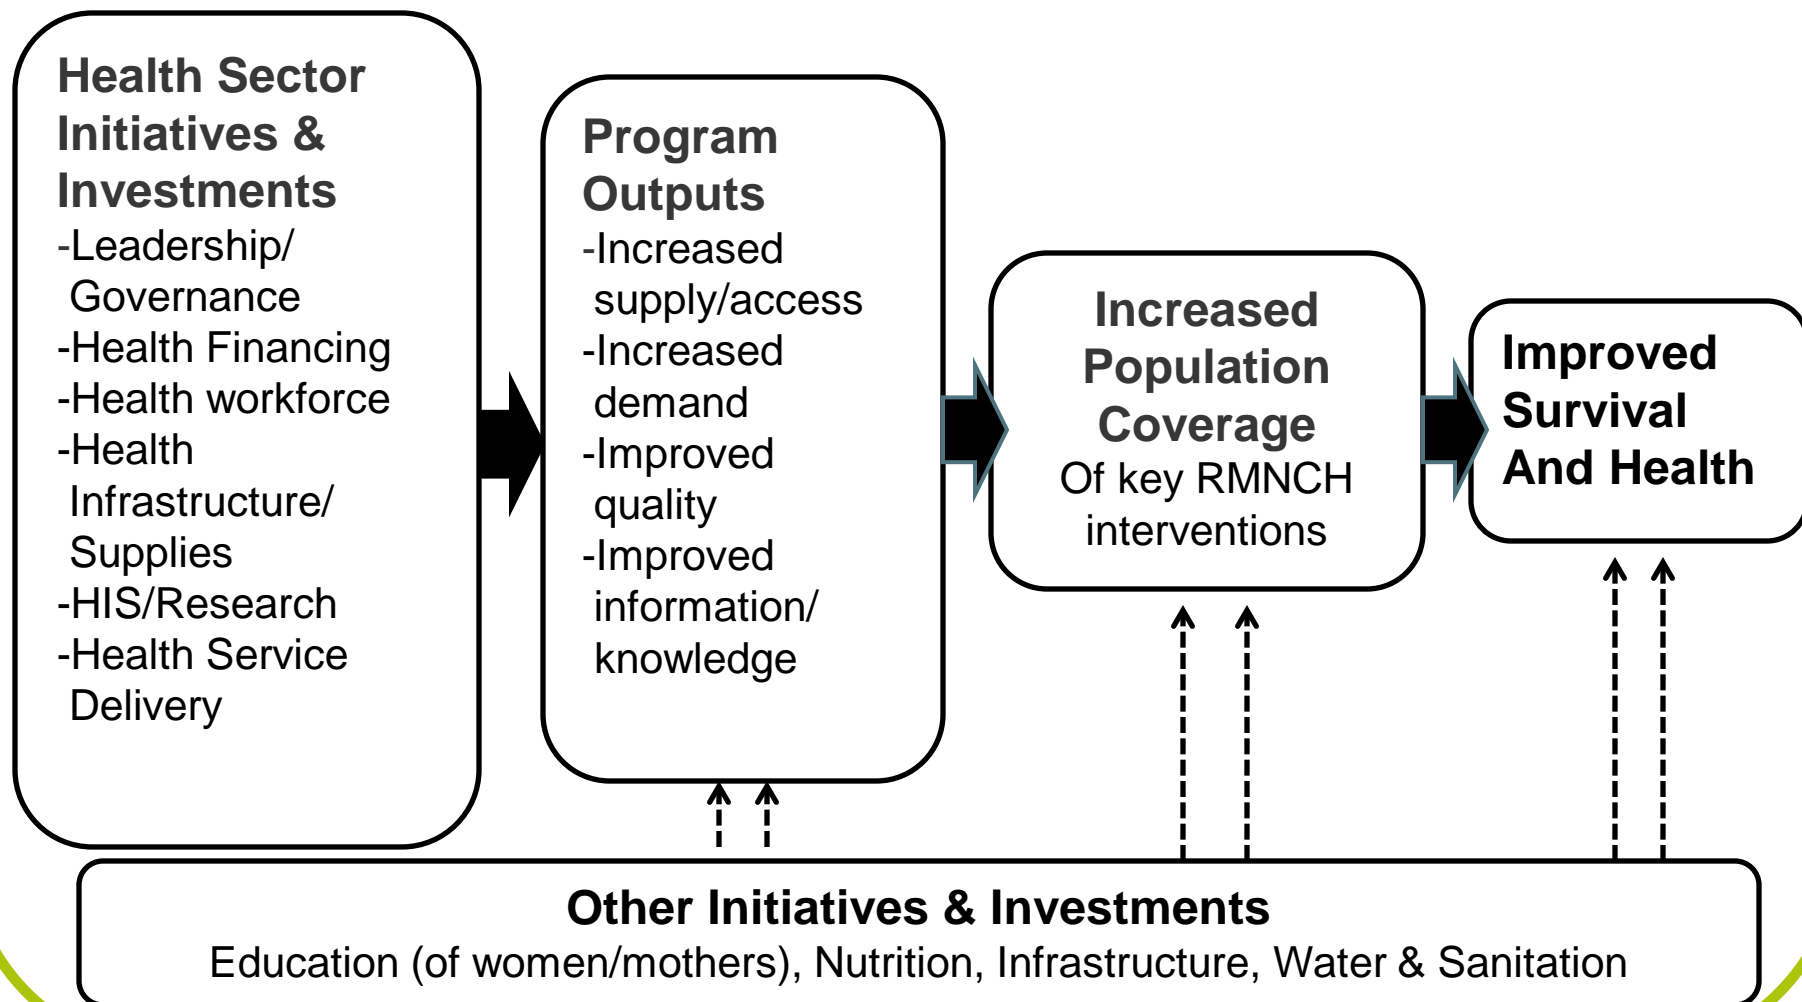 Health Sector
Initiatives &
Investments
-Leadership/
Governance
-Health Financing
-Health workforce
-Health
Infrastructure/
Supplies
-HIS/Research
-Health Service
Delivery
Program
Outputs
-Increased
supply/access
-Increased
demand
-Improved
quality
-Improved
information/
knowledge
Increased
Population
Coverage
Of key RMNCH
interventions
Improved
Survival
And Health
Other Initiatives & Investments
Education (of women/mothers), Nutrition, Infrastructure, Water & Sanitation